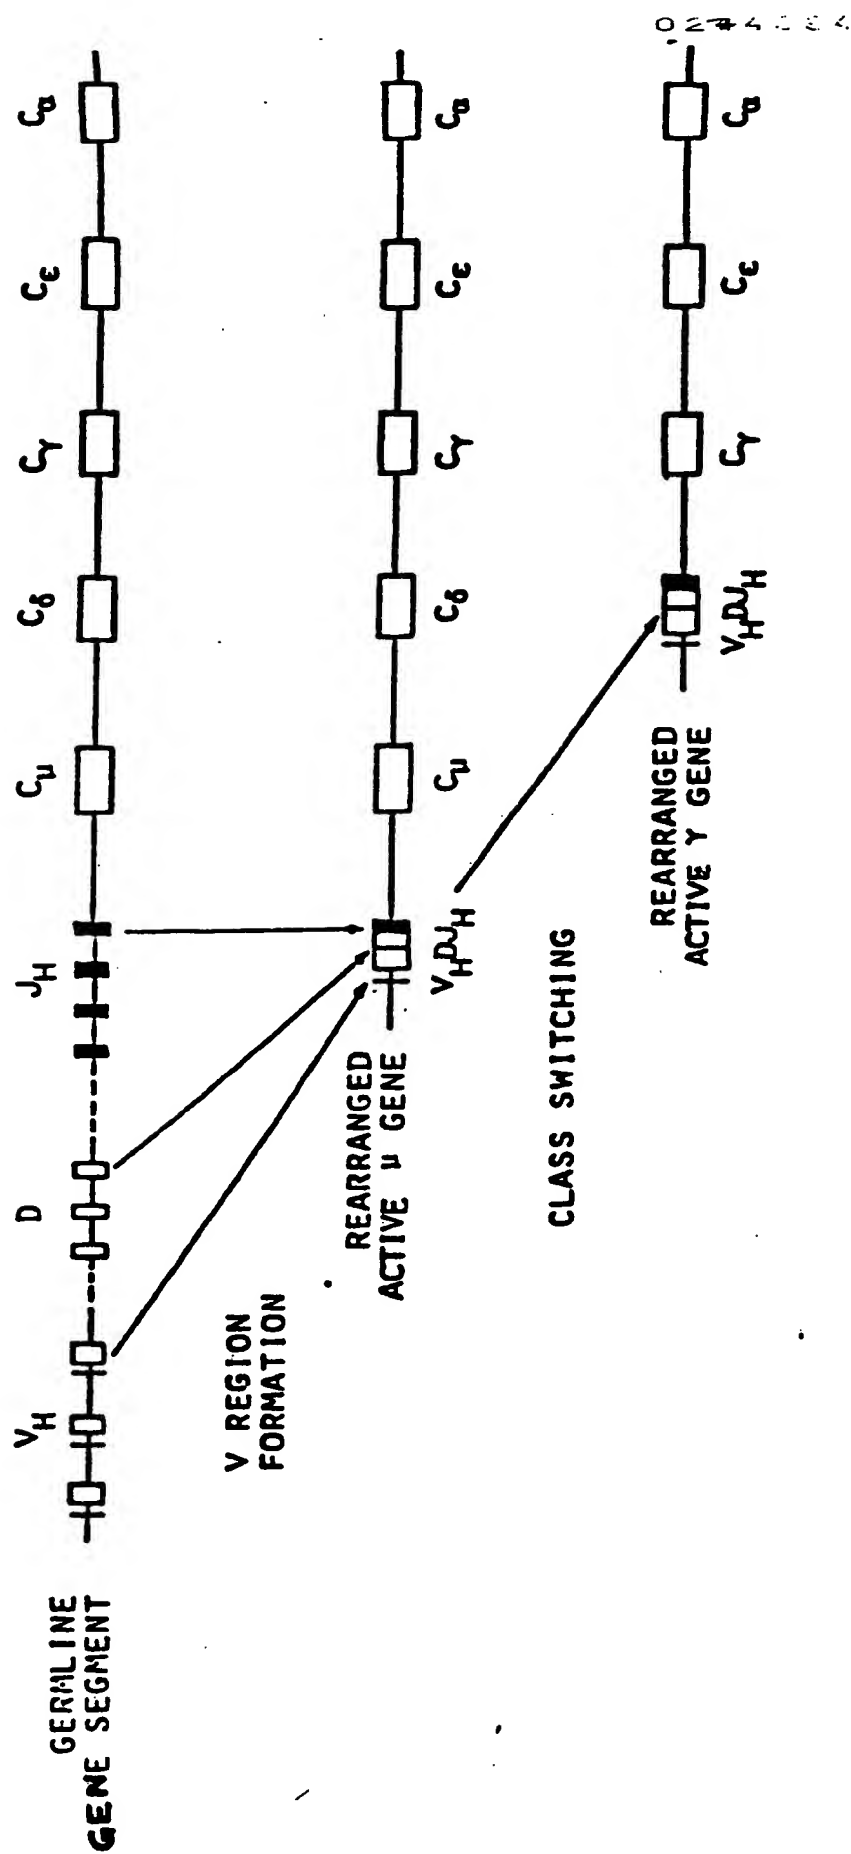 GERMLINE
GENE SEGMENT
V_H D J_H C_μ C_δ C_γ C_ε C_α
V REGION
FORMATION
REARRANGED
ACTIVE μ GENE
V_HDJ_H C_μ C_δ C_γ C_ε C_α
CLASS SWITCHING
REARRANGED
ACTIVE γ GENE
V_HDJ_H C_γ C_ε C_α